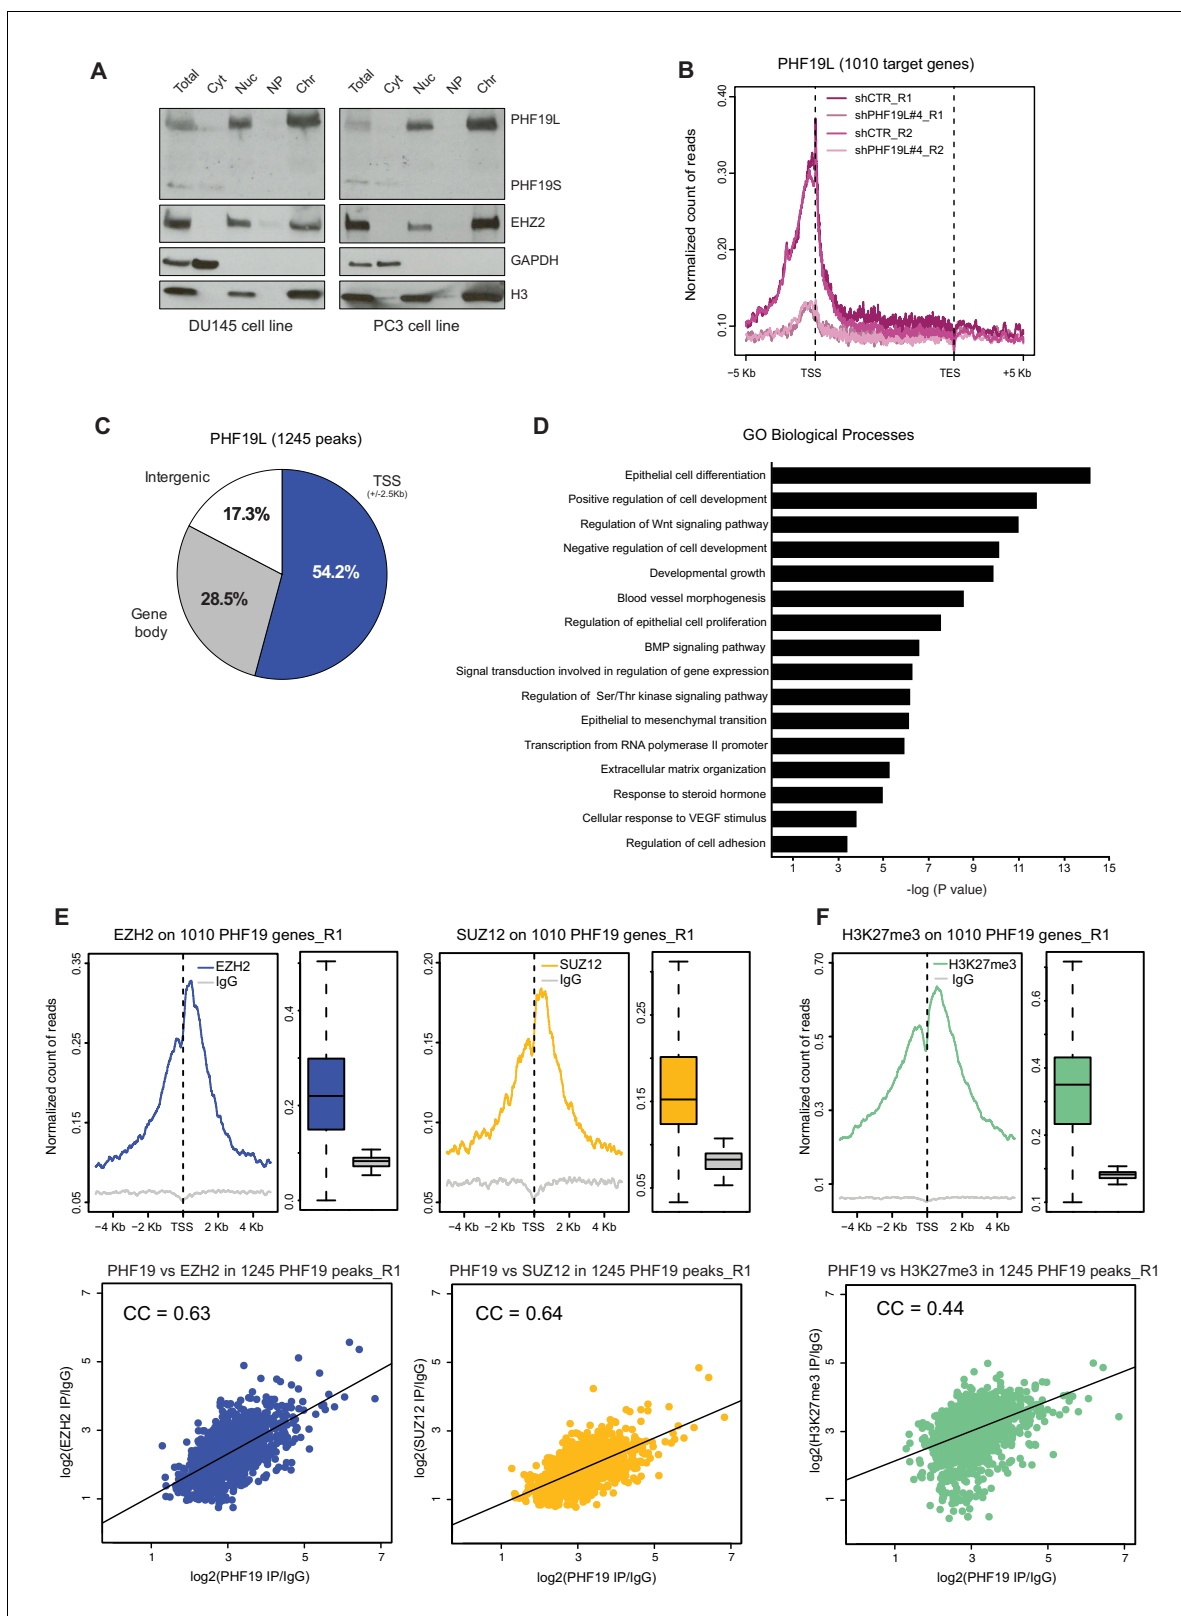 A
Total Cyt Nuc NP Chr
Total Cyt Nuc NP Chr
PHF19L
PHF19S
EHZ2
GAPDH
H3
DU145 cell line
PC3 cell line
B
PHF19L (1010 target genes)
Normalized count of reads
0.40
0.30
0.20
0.10
shCTR_R1
shPHF19L#4_R1
shCTR_R2
shPHF19L#4_R2
−5 Kb TSS TES +5 Kb
C
PHF19L (1245 peaks)
Intergenic
17.3%
TSS
(+/-2.5Kb)
54.2%
28.5%
Gene
body
D
GO Biological Processes
Epithelial cell differentiation
Positive regulation of cell development
Regulation of Wnt signaling pathway
Negative regulation of cell development
Developmental growth
Blood vessel morphogenesis
Regulation of epithelial cell proliferation
BMP signaling pathway
Signal transduction involved in regulation of gene expression
Regulation of Ser/Thr kinase signaling pathway
Epithelial to mesenchymal transition
Transcription from RNA polymerase II promoter
Extracellular matrix organization
Response to steroid hormone
Cellular response to VEGF stimulus
Regulation of cell adhesion
1 3 5 7 9 11 13 15
-log (P value)
E
EZH2 on 1010 PHF19 genes_R1
Normalized count of reads
0.35
0.25
0.15
0.05
EZH2
IgG
−4 Kb −2 Kb TSS 2 Kb 4 Kb
0.4
0.2
0.0
SUZ12 on 1010 PHF19 genes_R1
0.20
0.15
0.10
0.05
SUZ12
IgG
−4 Kb −2 Kb TSS 2 Kb 4 Kb
0.25
0.15
0.05
F
H3K27me3 on 1010 PHF19 genes_R1
Normalized count of reads
0.70
0.5
0.3
0.1
H3K27me3
IgG
−4 Kb −2 Kb TSS 2 Kb 4 Kb
0.6
0.4
0.2
0.1
PHF19 vs EZH2 in 1245 PHF19 peaks_R1
CC = 0.63
log2(EZH2 IP/IgG)
7
5
3
1
1 3 5 7
log2(PHF19 IP/IgG)
PHF19 vs SUZ12 in 1245 PHF19 peaks_R1
CC = 0.64
log2(SUZ12 IP/IgG)
7
5
3
1
1 3 5 7
log2(PHF19 IP/IgG)
PHF19 vs H3K27me3 in 1245 PHF19 peaks_R1
CC = 0.44
log2(H3K27me3 IP/IgG)
7
5
3
1
1 3 5 7
log2(PHF19 IP/IgG)